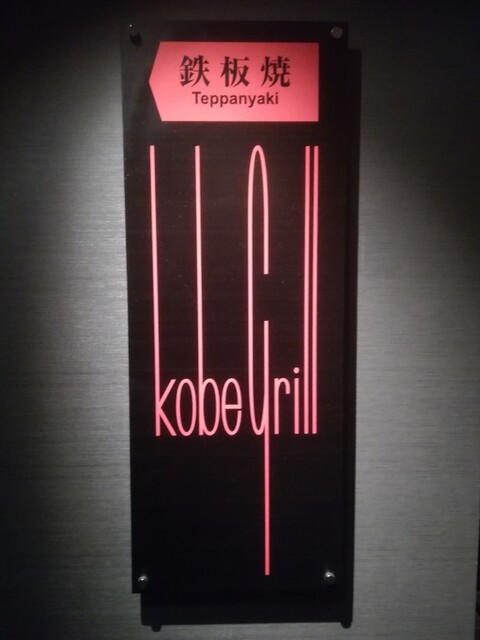 鉄板焼
Teppanyaki
kobe Grill